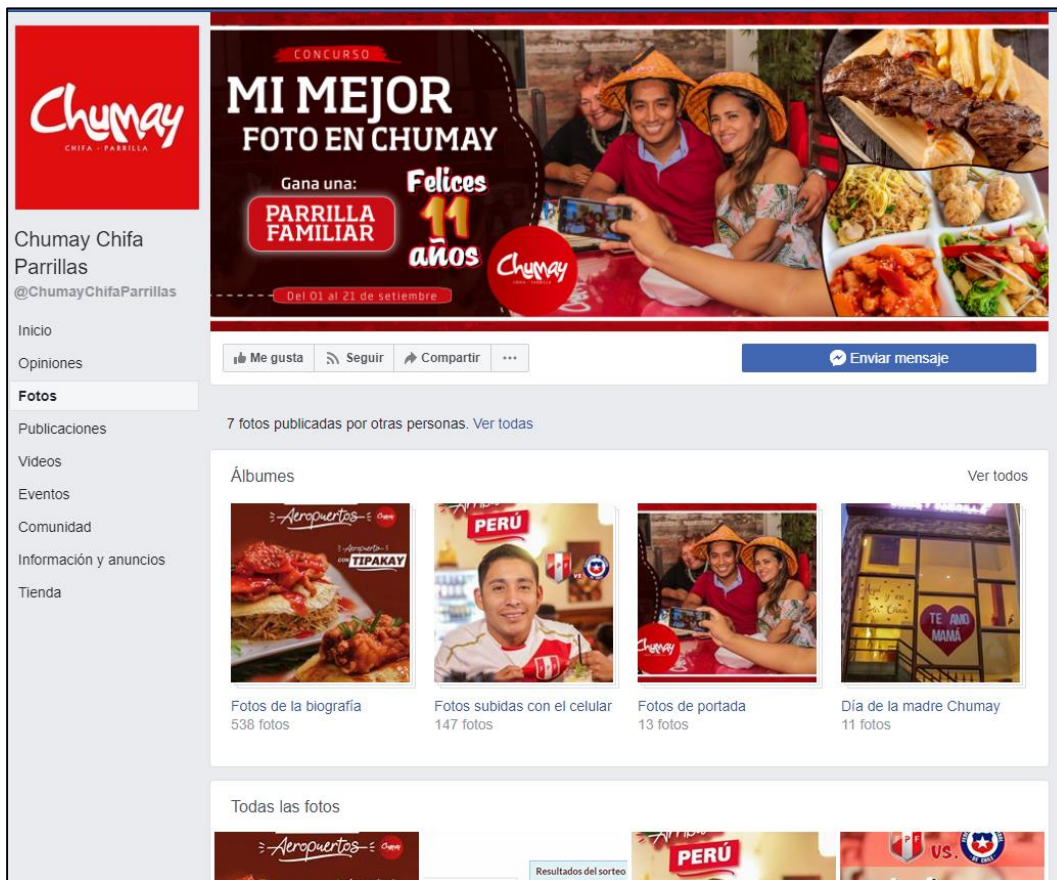 Chumay
CHIFA - PARRILLA
Chumay Chifa
Parrillas
@ChumayChifaParrillas
Inicio
Opiniones
Fotos
Publicaciones
Videos
Eventos
Comunidad
Información y anuncios
Tienda
CONCURSO
MI MEJOR
FOTO EN CHUMAY
Gana una:
PARRILLA
FAMILIAR
Felices
11
años
Chumay
Del 01 al 21 de setiembre
Me gusta
Seguir
Compartir
...
Enviar mensaje
7 fotos publicadas por otras personas. Ver todas
Álbumes
Ver todos
Aeropuertos
CON TIPAKAY
PERÚ
VS
Chumay
TE AMO
MAMÁ
Fotos de la biografía
538 fotos
Fotos subidas con el celular
147 fotos
Fotos de portada
13 fotos
Día de la madre Chumay
11 fotos
Todas las fotos
Aeropuertos
Resultados del sorteo
PERÚ
VS.